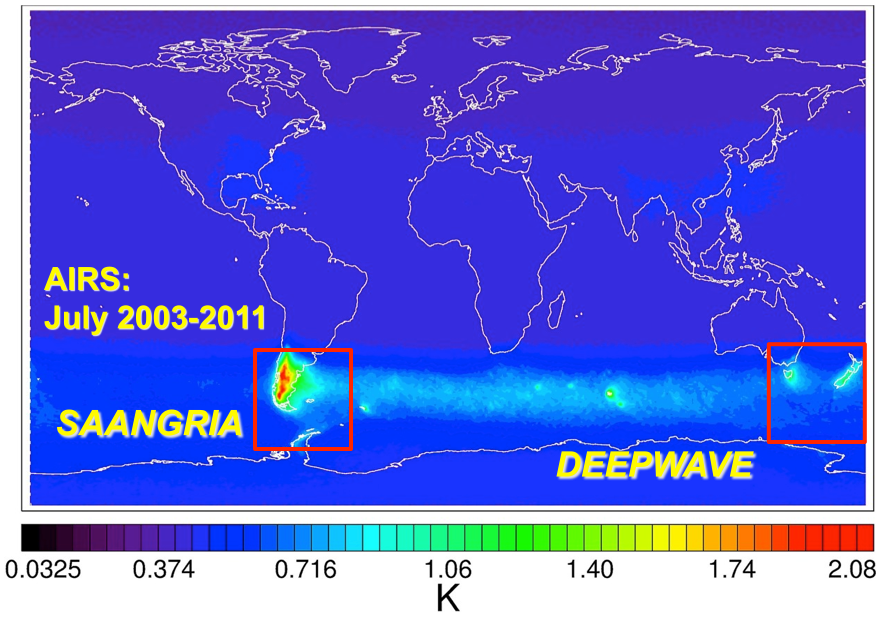 AIRS:
July 2003-2011
SAANGRIA
DEEPWAVE
0.0325 0.374 0.716 1.06 1.40 1.74 2.08
K